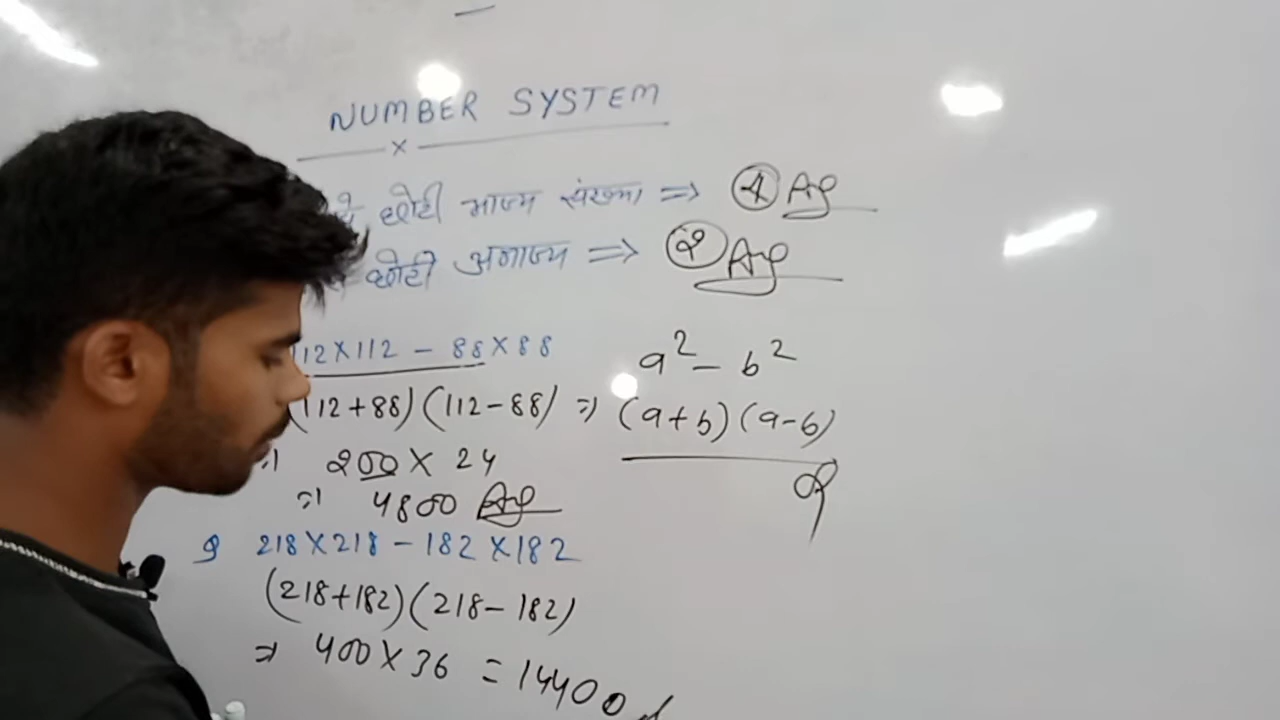 NUMBER SYSTEM
x
छोटी भाज्य संख्या ⇒ 4 Ans
छोटी अभाज्य ⇒ 2 Ans
112×112 - 88×88
a² - b²
(112+88)(112-88) ⇒ (a+b)(a-b)
200 × 24
⇒ 4800 Ans
218×218 - 182×182
(218+182)(218-182)
⇒ 400×36 = 14400